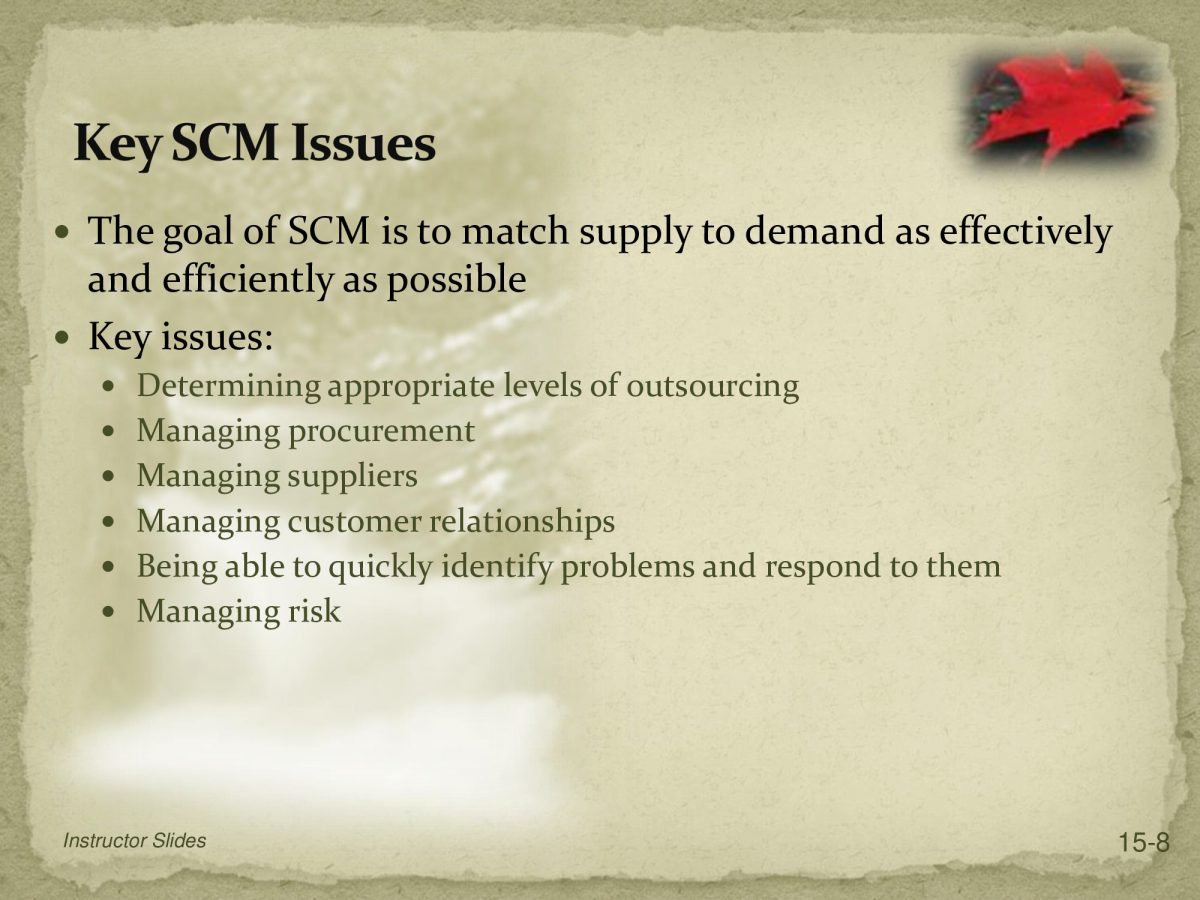 Key SCM Issues
• The goal of SCM is to match supply to demand as effectively
and efficiently as possible
• Key issues:
• Determining appropriate levels of outsourcing
• Managing procurement
• Managing suppliers
• Managing customer relationships
• Being able to quickly identify problems and respond to them
• Managing risk
Instructor Slides
15-8